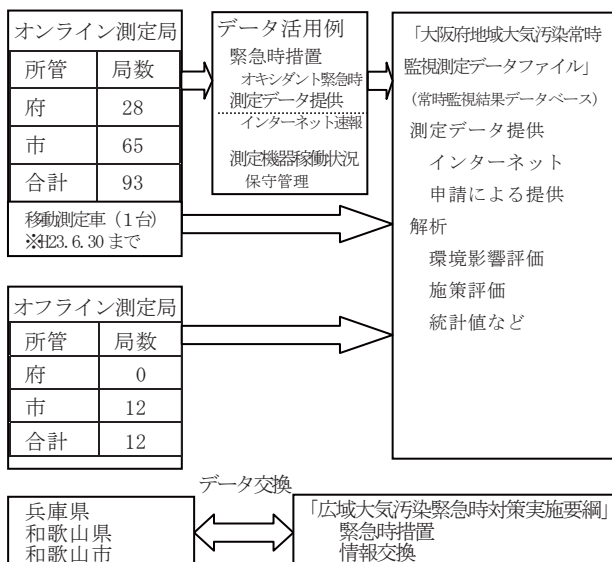 オンライン測定局
所管 局数
府 28
市 65
合計 93
移動測定車（1台）
※H23.6.30 まで
データ活用例
緊急時措置
オキシダント緊急時
測定データ提供
インターネット速報
測定機器稼働状況
保守管理
「大阪府地域大気汚染常時
監視測定データファイル」
（常時監視結果データベース）
測定データ提供
インターネット
申請による提供
解析
環境影響評価
施策評価
統計値など
オフライン測定局
所管 局数
府 0
市 12
合計 12
データ交換
兵庫県
和歌山県
和歌山市
「広域大気汚染緊急時対策実施要綱」
緊急時措置
情報交換